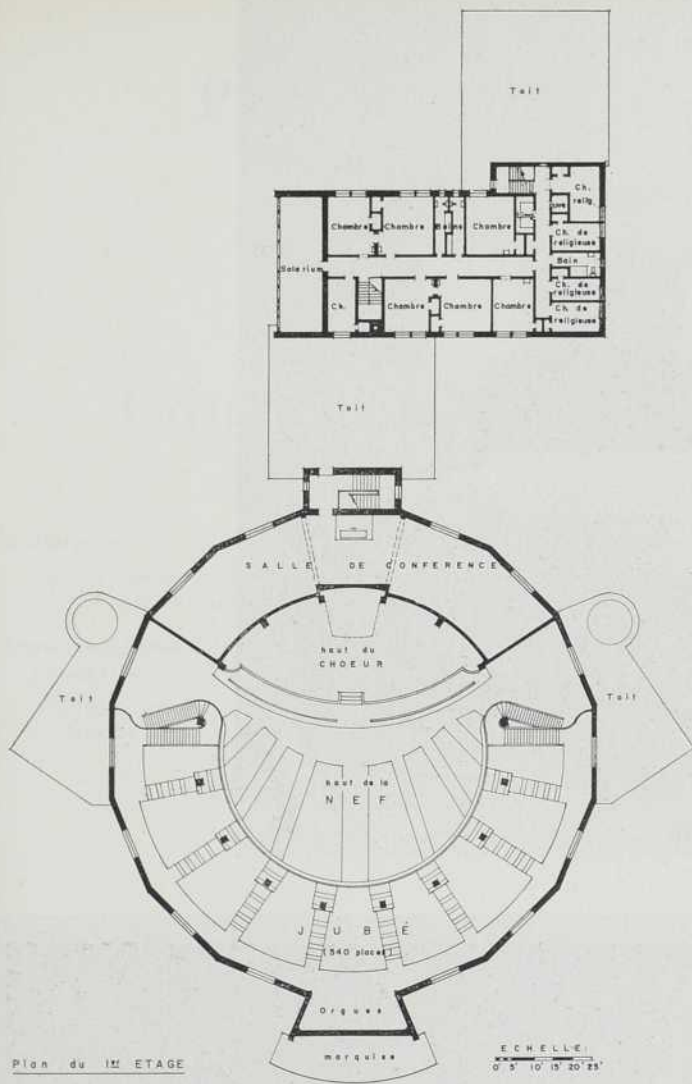 Toit
Ch.
relig.
Chambre
Chambre
Bains
Chambre
Ch. de
religieuse
Solarium
Bain
Ch.
Chambre
Chambre
Chambre
Ch. de
religieuse
Ch. de
religieuse
Toit
SALLE DE CONFERENCE
haut du
CHOEUR
Toit
Toit
haut de la
NEF
JUBÉ
(540 places)
Orgues
marquise
Plan du 1er ETAGE
ECHELLE:
0' 5' 10' 15' 20' 25'